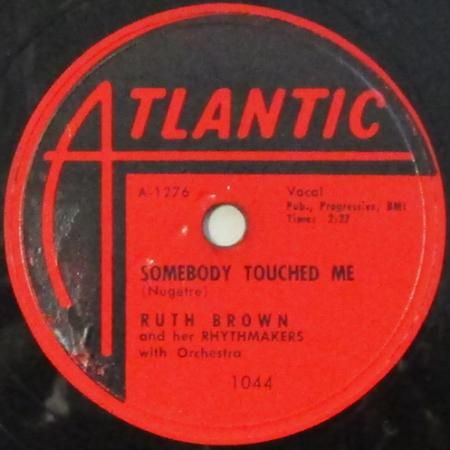 ATLANTIC
A-1276
Vocal
Pub., Progressive, BMI
Time: 2:27
SOMEBODY TOUCHED ME
(Nugetre)
RUTH BROWN
and her RHYTHMAKERS
with Orchestra
1044